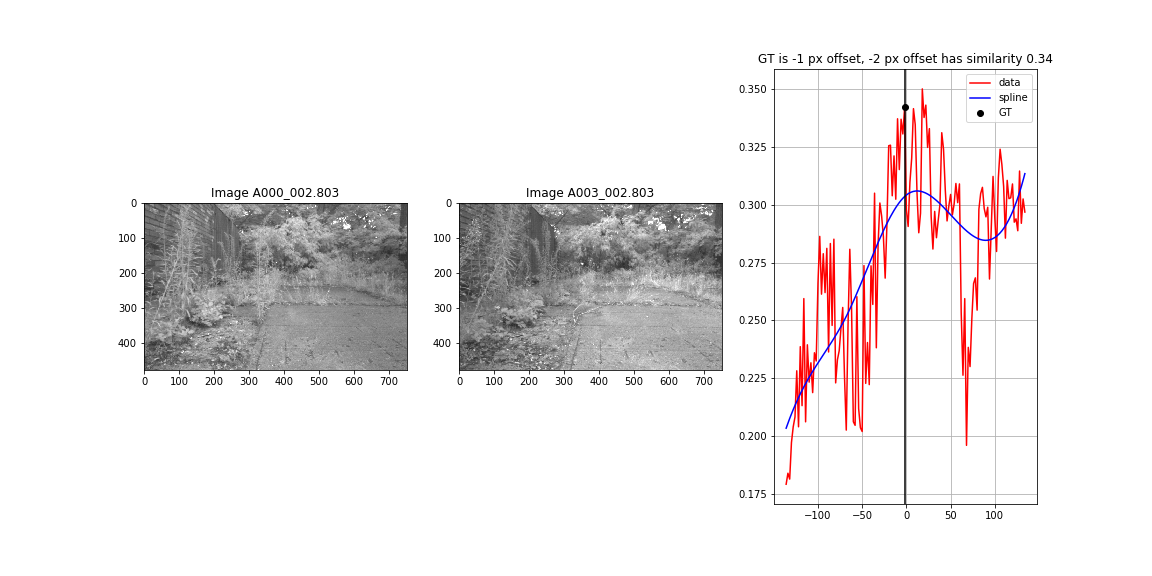 Image A000_002.803
0
100
200
300
400
0 100 200 300 400 500 600 700
Image A003_002.803
0
100
200
300
400
0 100 200 300 400 500 600 700
GT is -1 px offset, -2 px offset has similarity 0.34
data
spline
GT
0.350
0.325
0.300
0.275
0.250
0.225
0.200
0.175
−100 −50 0 50 100